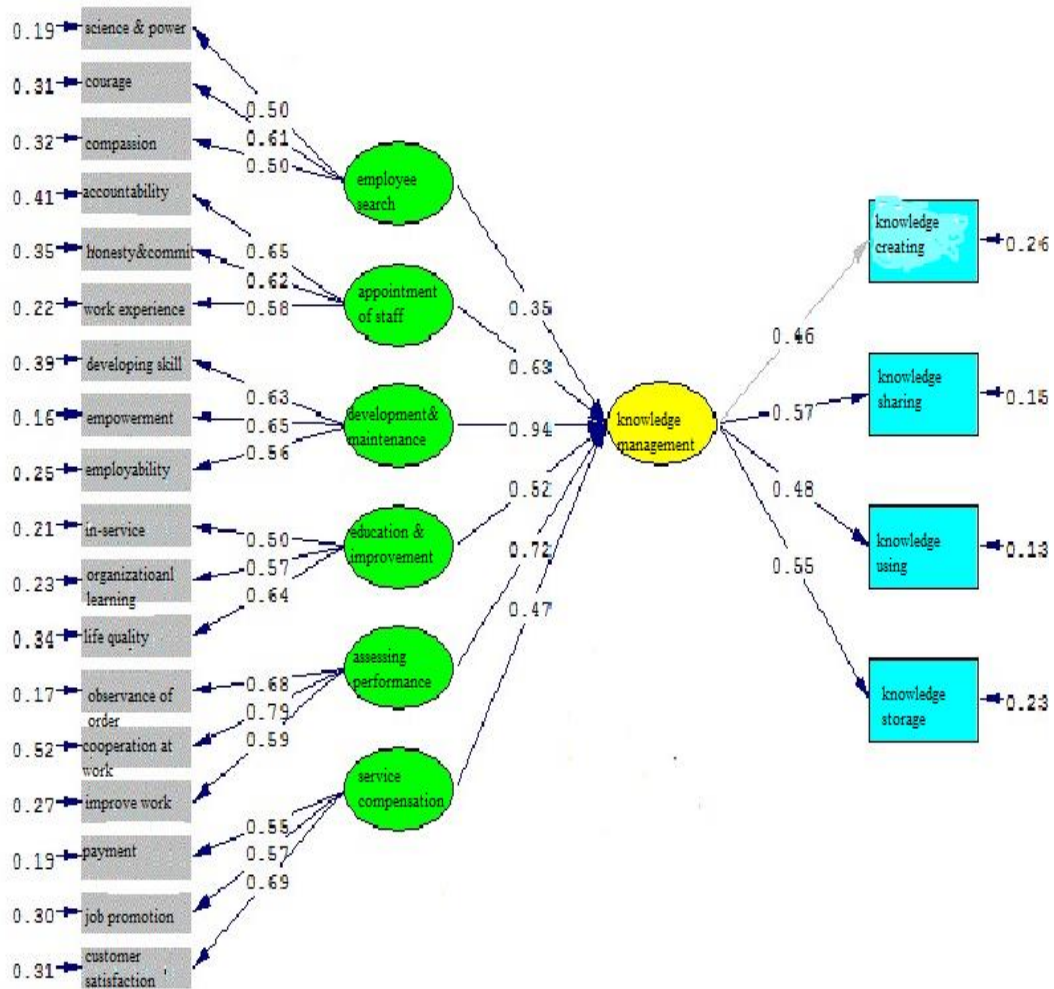 0.19
science & power
0.31
courage
0.32
compassion
0.41
accountability
0.35
honesty&commit
0.22
work experience
0.39
developing skill
0.16
empowerment
0.25
employability
0.21
in-service
0.23
organizatioanl
learning
0.34
life quality
0.17
observance of
order
0.52
cooperation at
work
0.27
improve work
0.19
payment
0.30
job promotion
0.31
customer
satisfaction
0.50
0.61
0.50
0.65
0.62
0.58
0.63
0.65
0.56
0.50
0.57
0.64
0.68
0.79
0.59
0.55
0.57
0.69
employee
search
appointment
of staff
development&
maintenance
education &
improvement
assessing
performance
service
compensation
0.35
0.63
0.94
0.52
0.72
0.47
knowledge
management
0.46
0.57
0.48
0.55
knowledge
creating
0.26
knowledge
sharing
0.15
knowledge
using
0.13
knowledge
storage
0.23